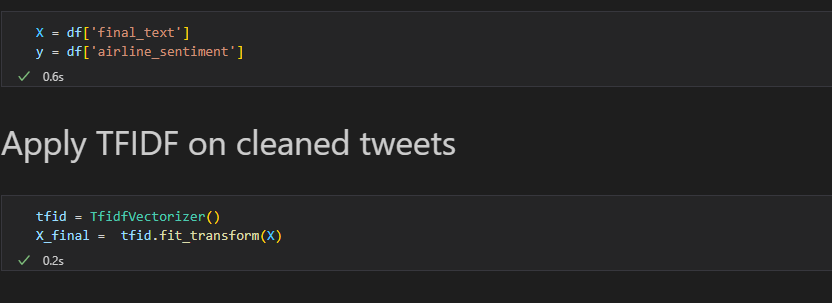 X = df['final_text']
y = df['airline_sentiment']
0.6s
Apply TFIDF on cleaned tweets
tfid = TfidfVectorizer()
X_final =  tfid.fit_transform(X)
0.2s